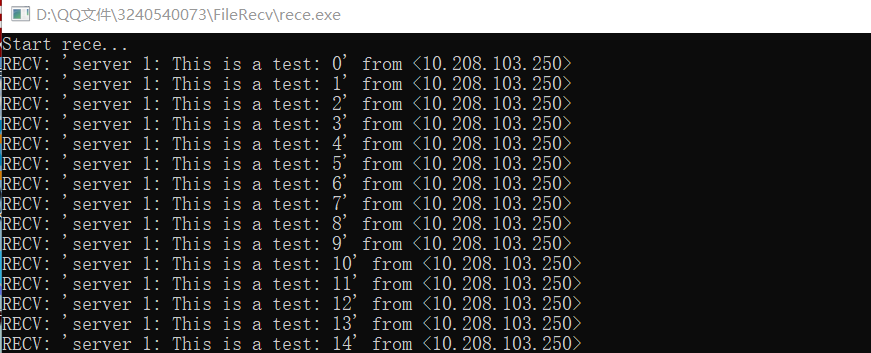 D:\QQ文件\3240540073\FileRecv\rece.exe
Start rece...
RECV: 'server 1: This is a test: 0' from <10.208.103.250>
RECV: 'server 1: This is a test: 1' from <10.208.103.250>
RECV: 'server 1: This is a test: 2' from <10.208.103.250>
RECV: 'server 1: This is a test: 3' from <10.208.103.250>
RECV: 'server 1: This is a test: 4' from <10.208.103.250>
RECV: 'server 1: This is a test: 5' from <10.208.103.250>
RECV: 'server 1: This is a test: 6' from <10.208.103.250>
RECV: 'server 1: This is a test: 7' from <10.208.103.250>
RECV: 'server 1: This is a test: 8' from <10.208.103.250>
RECV: 'server 1: This is a test: 9' from <10.208.103.250>
RECV: 'server 1: This is a test: 10' from <10.208.103.250>
RECV: 'server 1: This is a test: 11' from <10.208.103.250>
RECV: 'server 1: This is a test: 12' from <10.208.103.250>
RECV: 'server 1: This is a test: 13' from <10.208.103.250>
RECV: 'server 1: This is a test: 14' from <10.208.103.250>